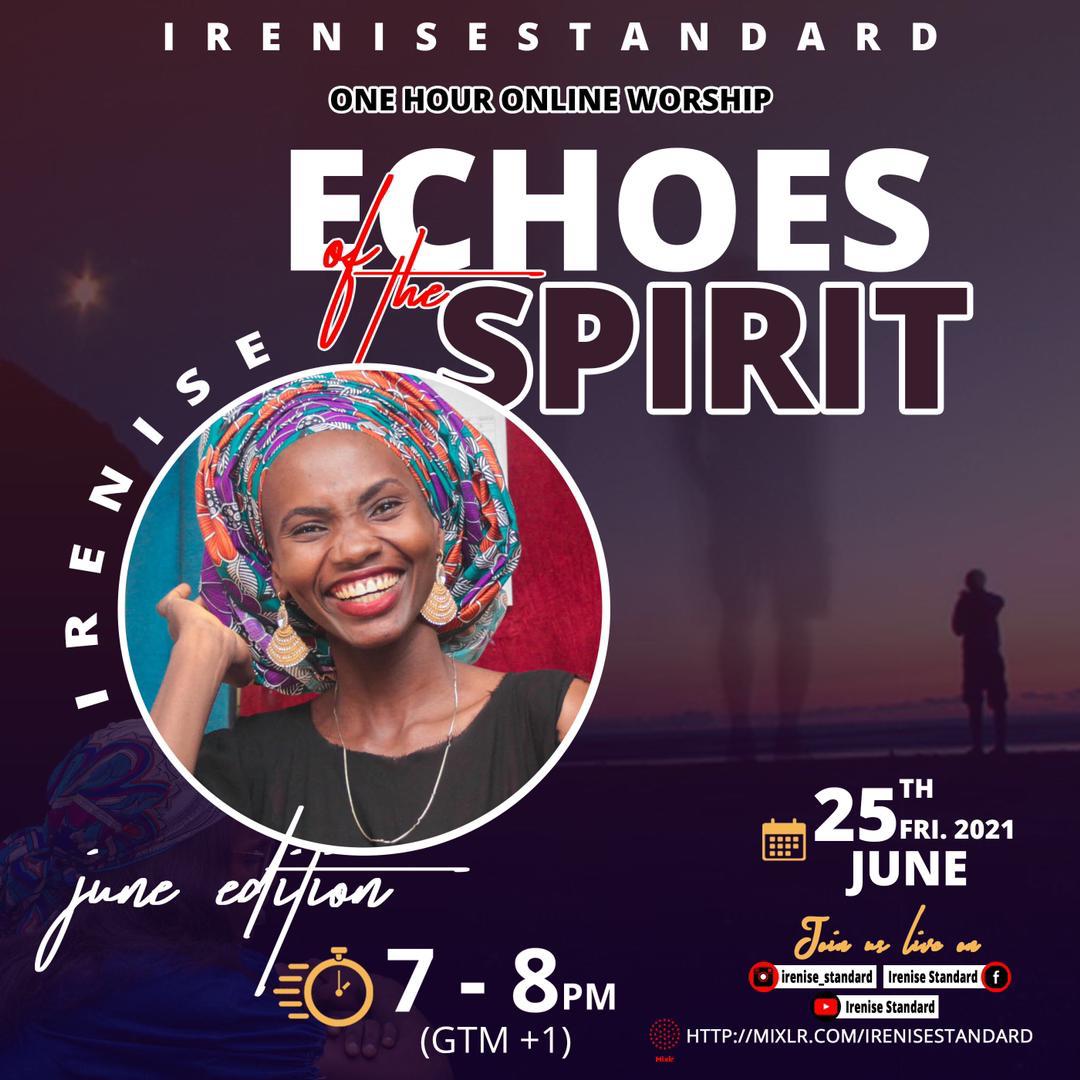 IRENISESTANDARD
ONE HOUR ONLINE WORSHIP
ECHOES
of the
SPIRIT
IRENISE
june edition
25TH
FRI. 2021
JUNE
7 - 8PM
(GTM +1)
Join us live on
irenise_standard Irenise Standard
Irenise Standard
Mixlr
HTTP://MIXLR.COM/IRENISESTANDARD